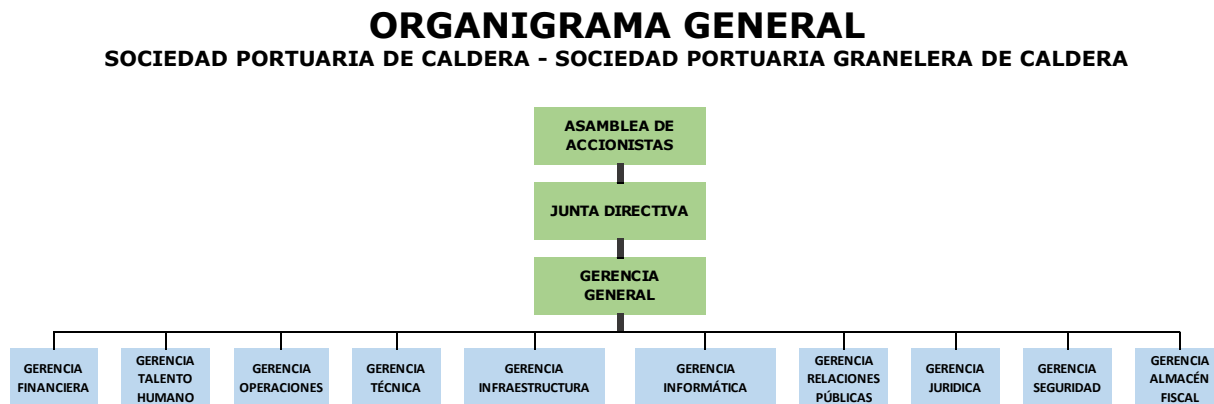 ORGANIGRAMA GENERAL
SOCIEDAD PORTUARIA DE CALDERA - SOCIEDAD PORTUARIA GRANELERA DE CALDERA
ASAMBLEA DE
ACCIONISTAS
JUNTA DIRECTIVA
GERENCIA
GENERAL
GERENCIA
FINANCIERA
GERENCIA
TALENTO
HUMANO
GERENCIA
OPERACIONES
GERENCIA
TÉCNICA
GERENCIA
INFRAESTRUCTURA
GERENCIA
INFORMÁTICA
GERENCIA
RELACIONES
PÚBLICAS
GERENCIA
JURIDICA
GERENCIA
SEGURIDAD
GERENCIA
ALMACÉN
FISCAL